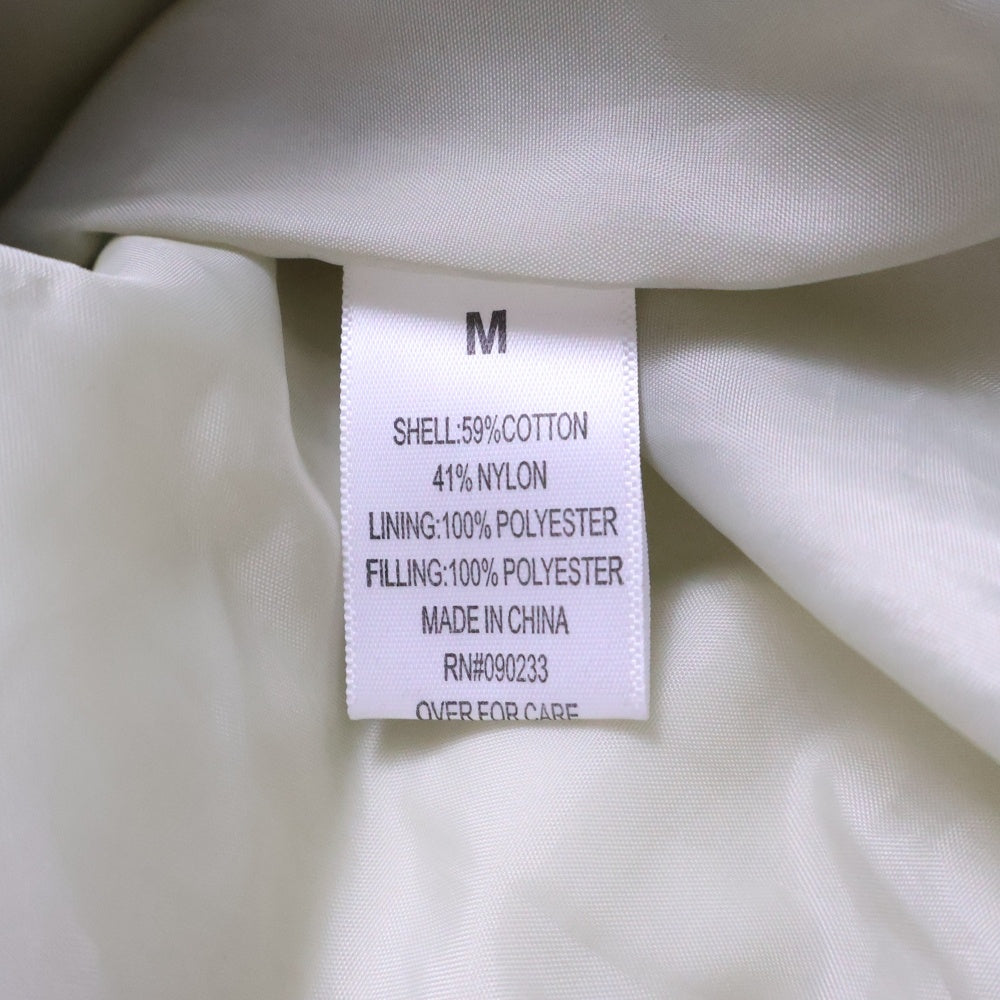 M
SHELL:59%COTTON
41% NYLON
LINING:100% POLYESTER
FILLING:100% POLYESTER
MADE IN CHINA
RN#090233
OVER FOR CARE